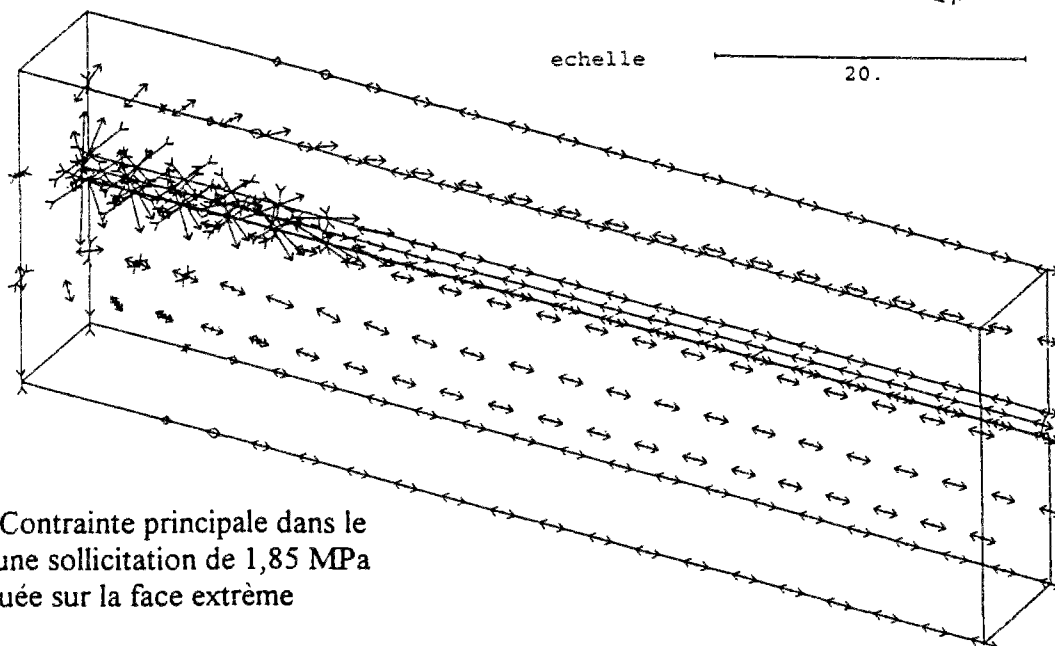 echelle
20.
Contrainte principale dans le
une sollicitation de 1,85 MPa
uée sur la face extrème